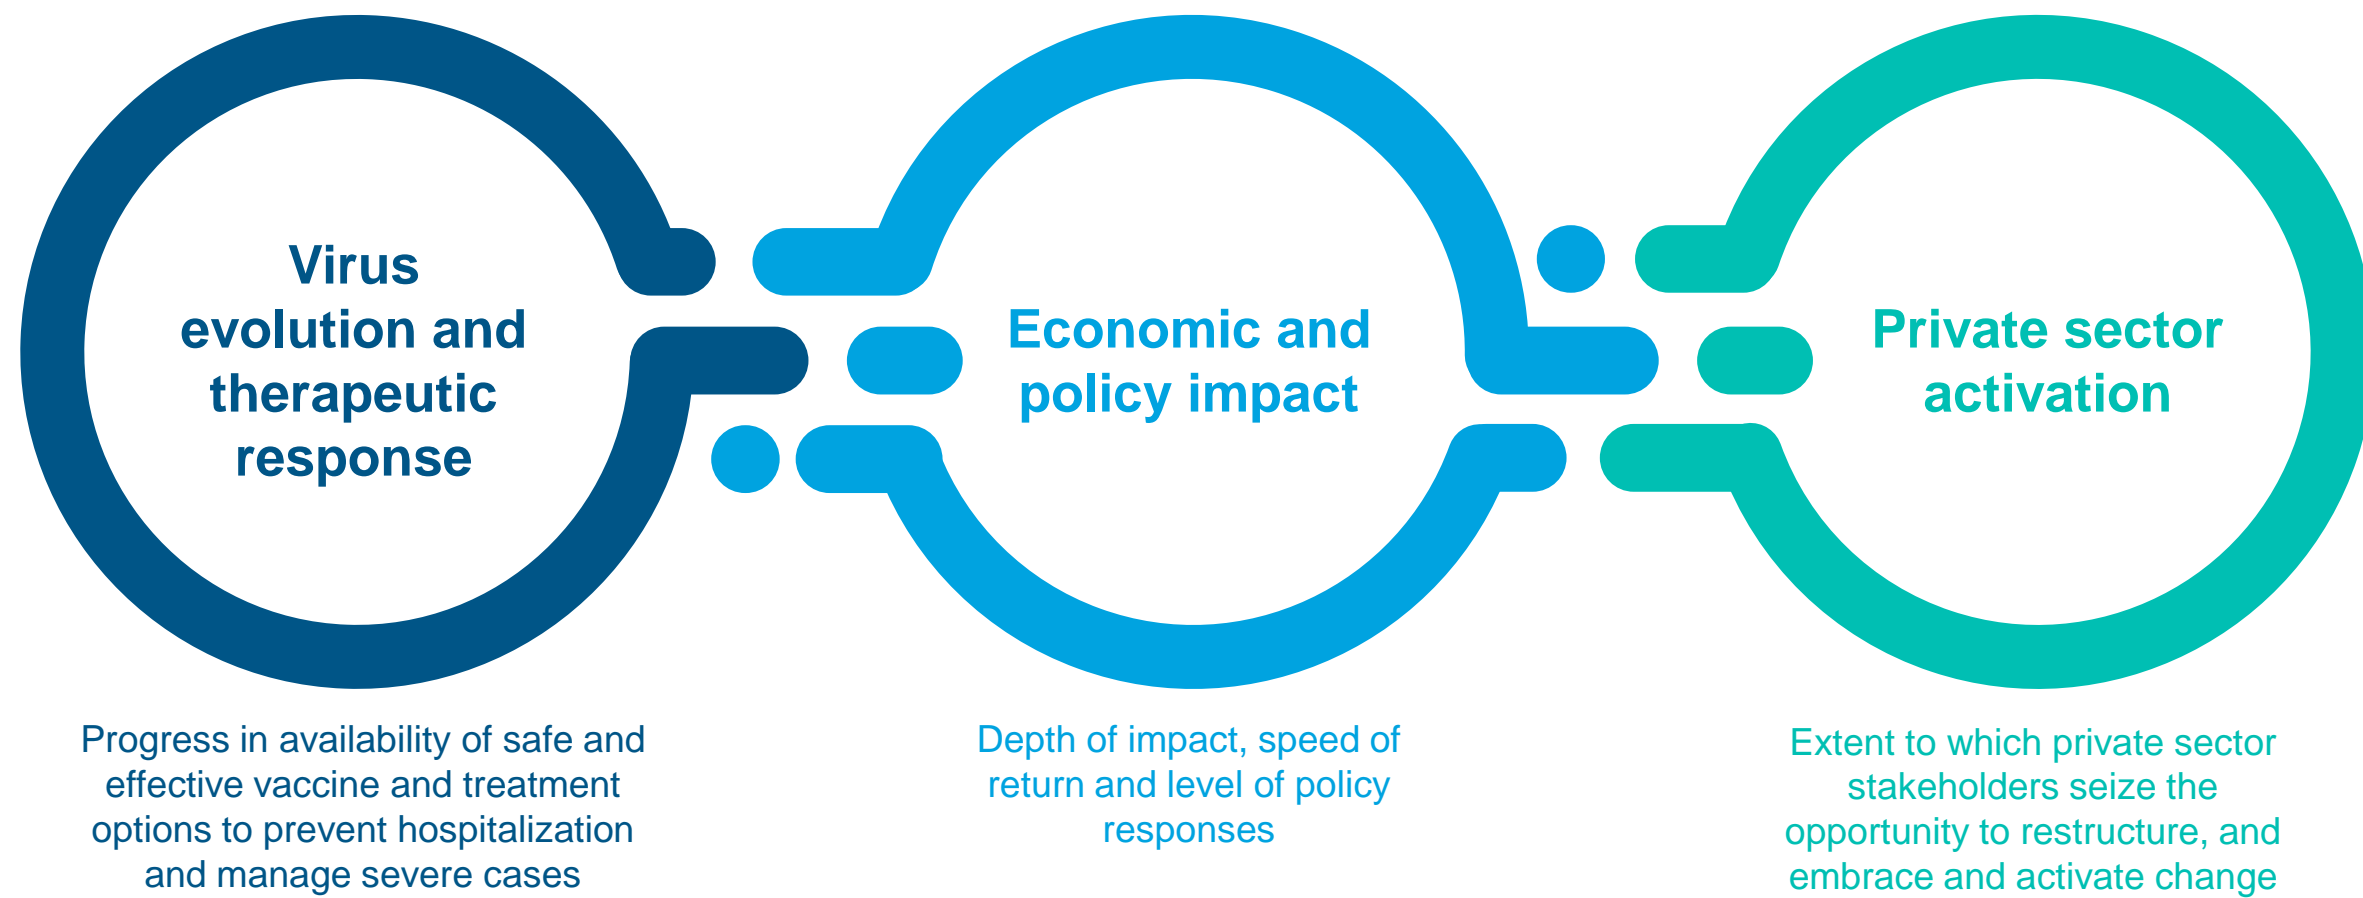 Virus
evolution and
therapeutic
response
Progress in availability of safe and
effective vaccine and treatment
options to prevent hospitalization
and manage severe cases
Economic and
policy impact
Depth of impact, speed of
return and level of policy
responses
Private sector
activation
Extent to which private sector
stakeholders seize the
opportunity to restructure, and
embrace and activate change